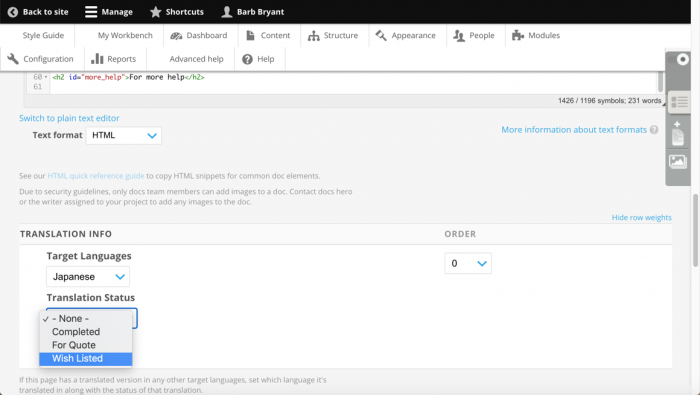 Back to site Manage Shortcuts Barb Bryant
Style Guide My Workbench Dashboard Content Structure Appearance People Modules
Configuration Reports Advanced help Help
60 <h2 id="more_help">For more help</h2>
61
1426 / 1196 symbols; 231 words
Switch to plain text editor
Text format HTML More information about text formats
See our HTML quick reference guide to copy HTML snippets for common doc elements.
Due to security guidelines, only docs team members can add images to a doc. Contact docs hero
or the writer assigned to your project to add any images to the doc.
Hide row weights
TRANSLATION INFO ORDER
Target Languages
Japanese 0
Translation Status
- None -
Completed
For Quote
Wish Listed
If this page has a translated version in any other target languages, set which language it's
translated in along with the status of that translation.